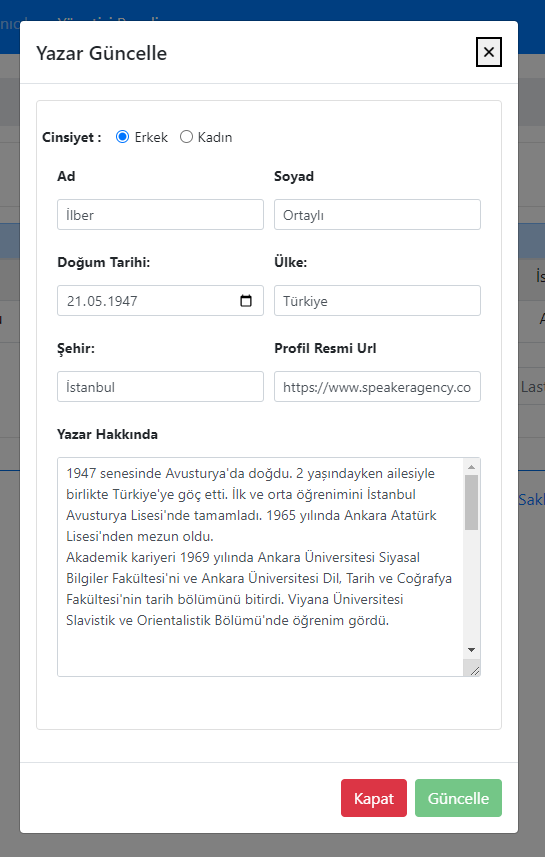 Yazar Güncelle
Cinsiyet : Erkek Kadın
Ad Soyad
İlber Ortaylı
Doğum Tarihi: Ülke:
21.05.1947 Türkiye
Şehir: Profil Resmi Url
İstanbul https://www.speakeragency.co
Last
Yazar Hakkında
1947 senesinde Avusturya'da doğdu. 2 yaşındayken ailesiyle
birlikte Türkiye'ye göç etti. İlk ve orta öğrenimini İstanbul
Avusturya Lisesi'nde tamamladı. 1965 yılında Ankara Atatürk
Lisesi'nden mezun oldu.
Akademik kariyeri 1969 yılında Ankara Üniversitesi Siyasal
Bilgiler Fakültesi'ni ve Ankara Üniversitesi Dil, Tarih ve Coğrafya
Fakültesi'nin tarih bölümünü bitirdi. Viyana Üniversitesi
Slavistik ve Orientalistik Bölümü'nde öğrenim gördü.
Kapat Güncelle